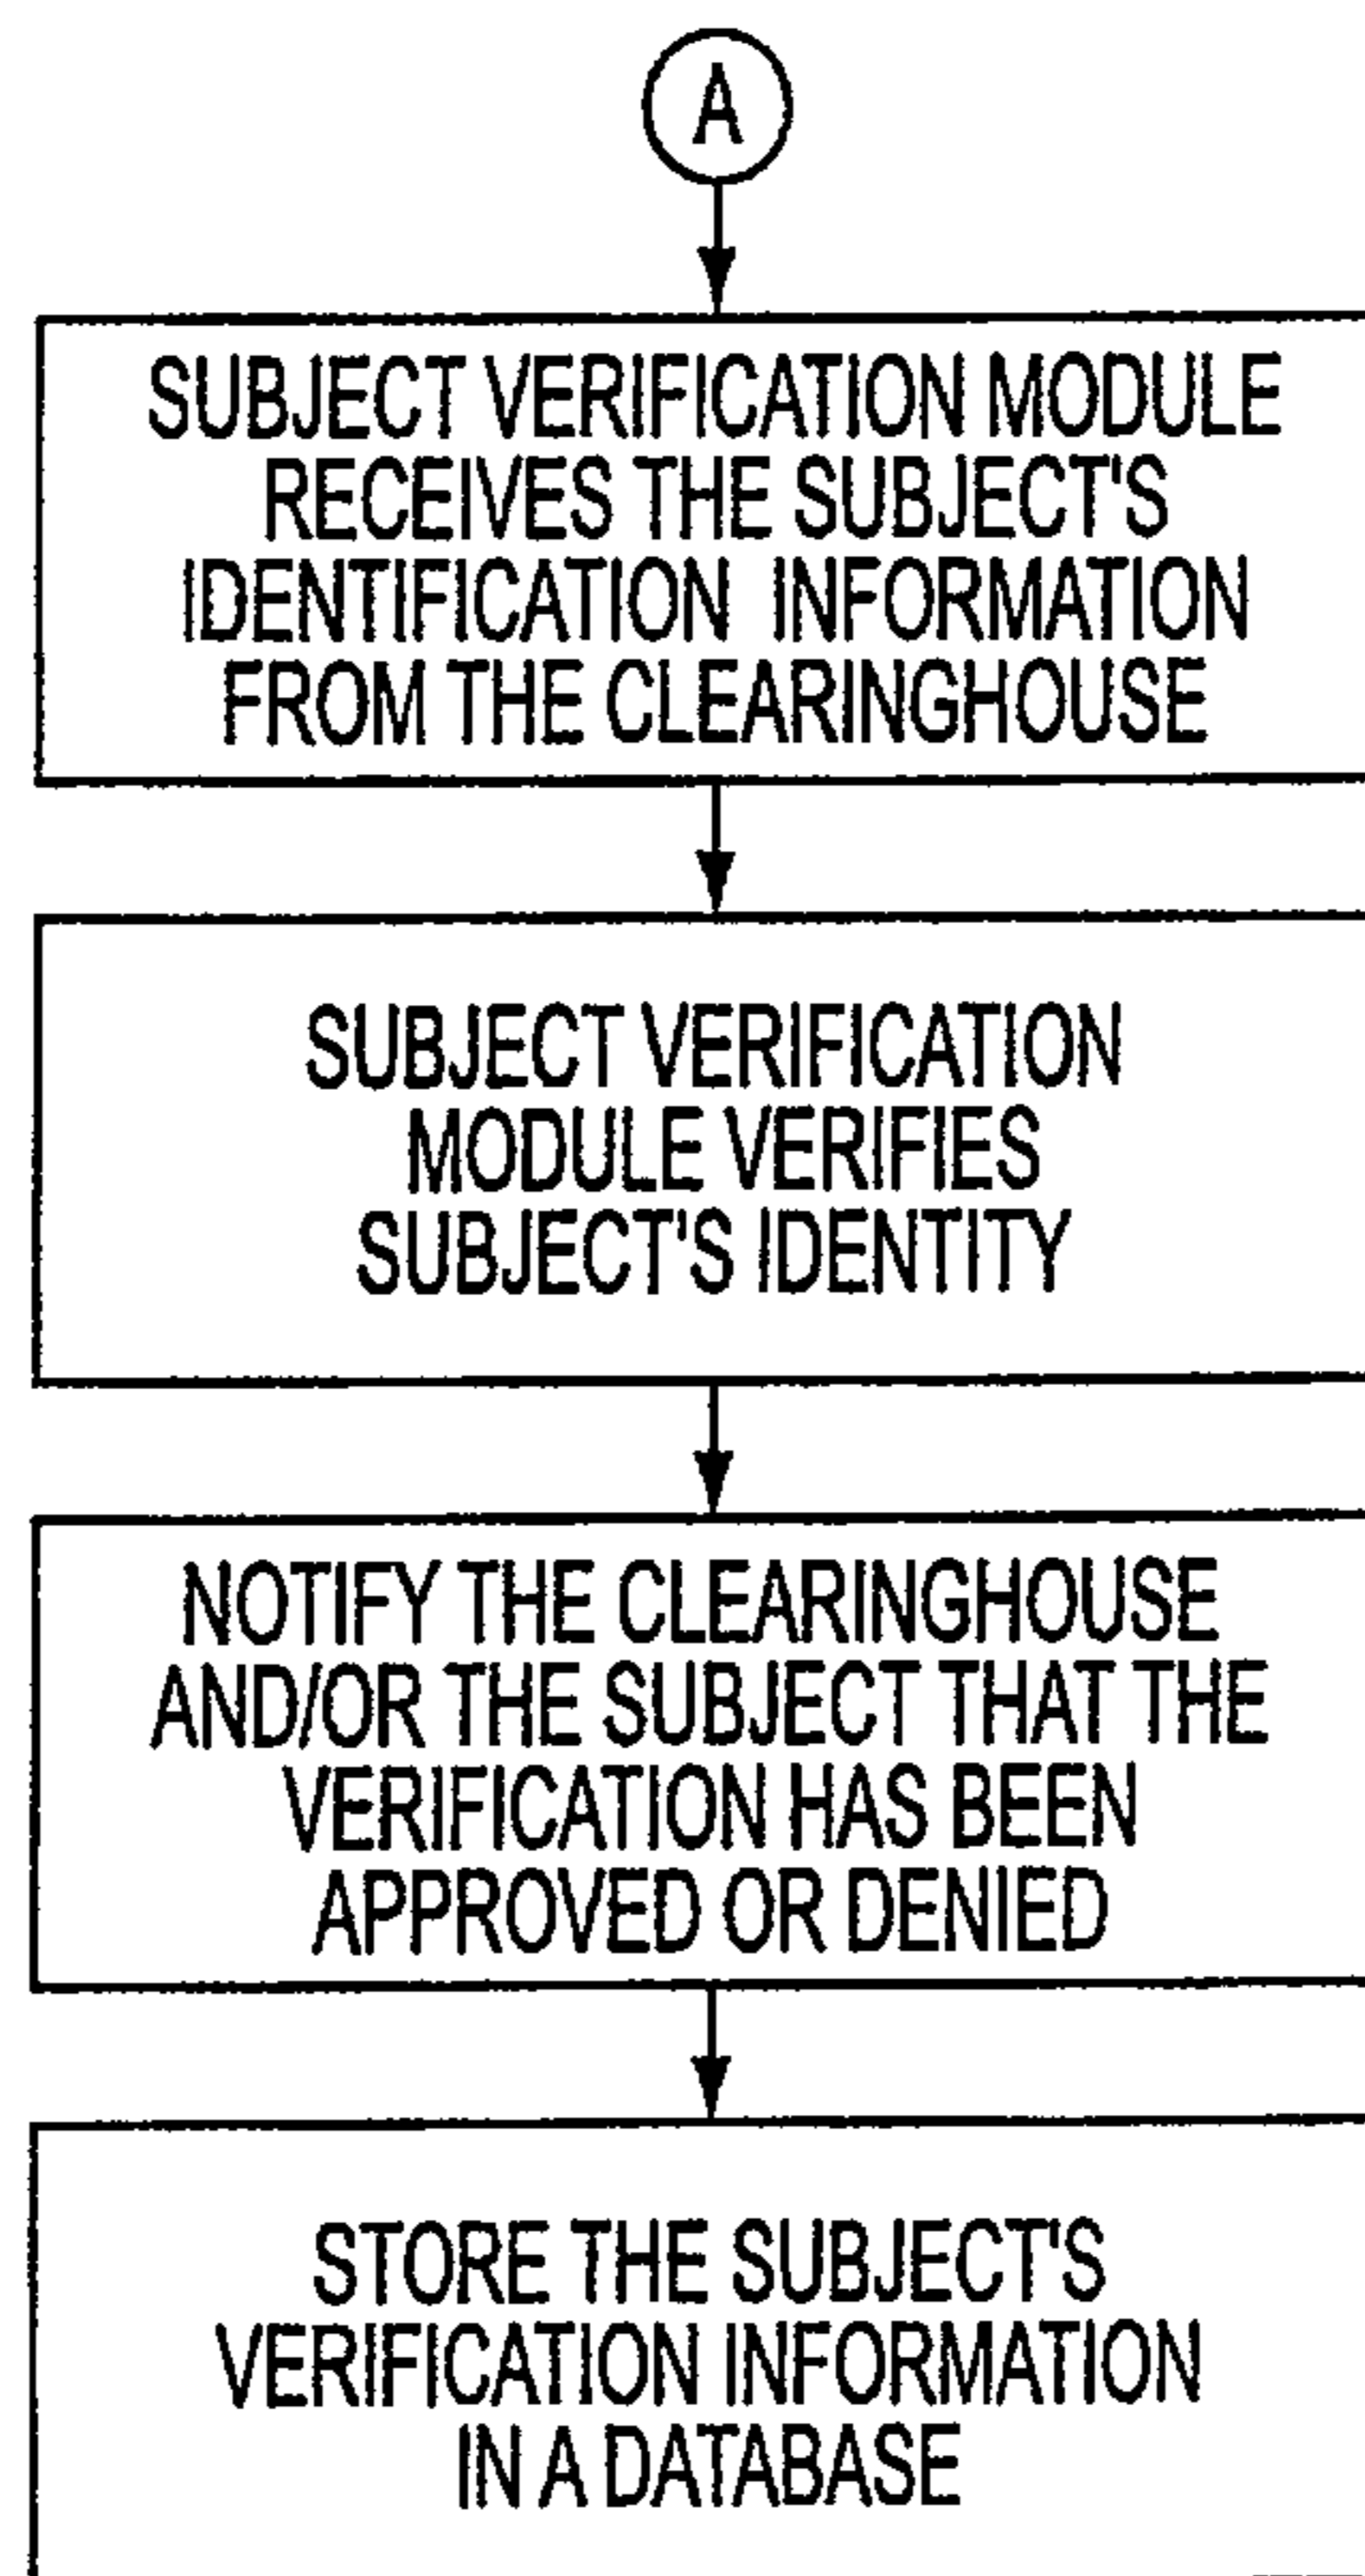 A
SUBJECT VERIFICATION MODULE
RECEIVES THE SUBJECT'S
IDENTIFICATION INFORMATION
FROM THE CLEARINGHOUSE
SUBJECT VERIFICATION
MODULE VERIFIES
SUBJECT'S IDENTITY
NOTIFY THE CLEARINGHOUSE
AND/OR THE SUBJECT THAT THE
VERIFICATION HAS BEEN
APPROVED OR DENIED
STORE THE SUBJECT'S
VERIFICATION INFORMATION
IN A DATABASE